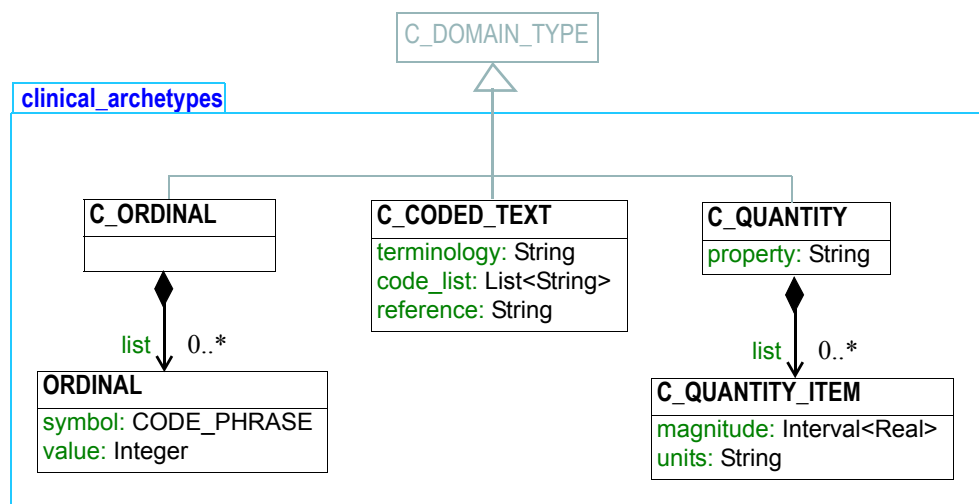 C_DOMAIN_TYPE
clinical_archetypes
C_ORDINAL
C_CODED_TEXT
terminology: String
code_list: List<String>
reference: String
C_QUANTITY
property: String
list 0..*
list 0..*
ORDINAL
symbol: CODE_PHRASE
value: Integer
C_QUANTITY_ITEM
magnitude: Interval<Real>
units: String